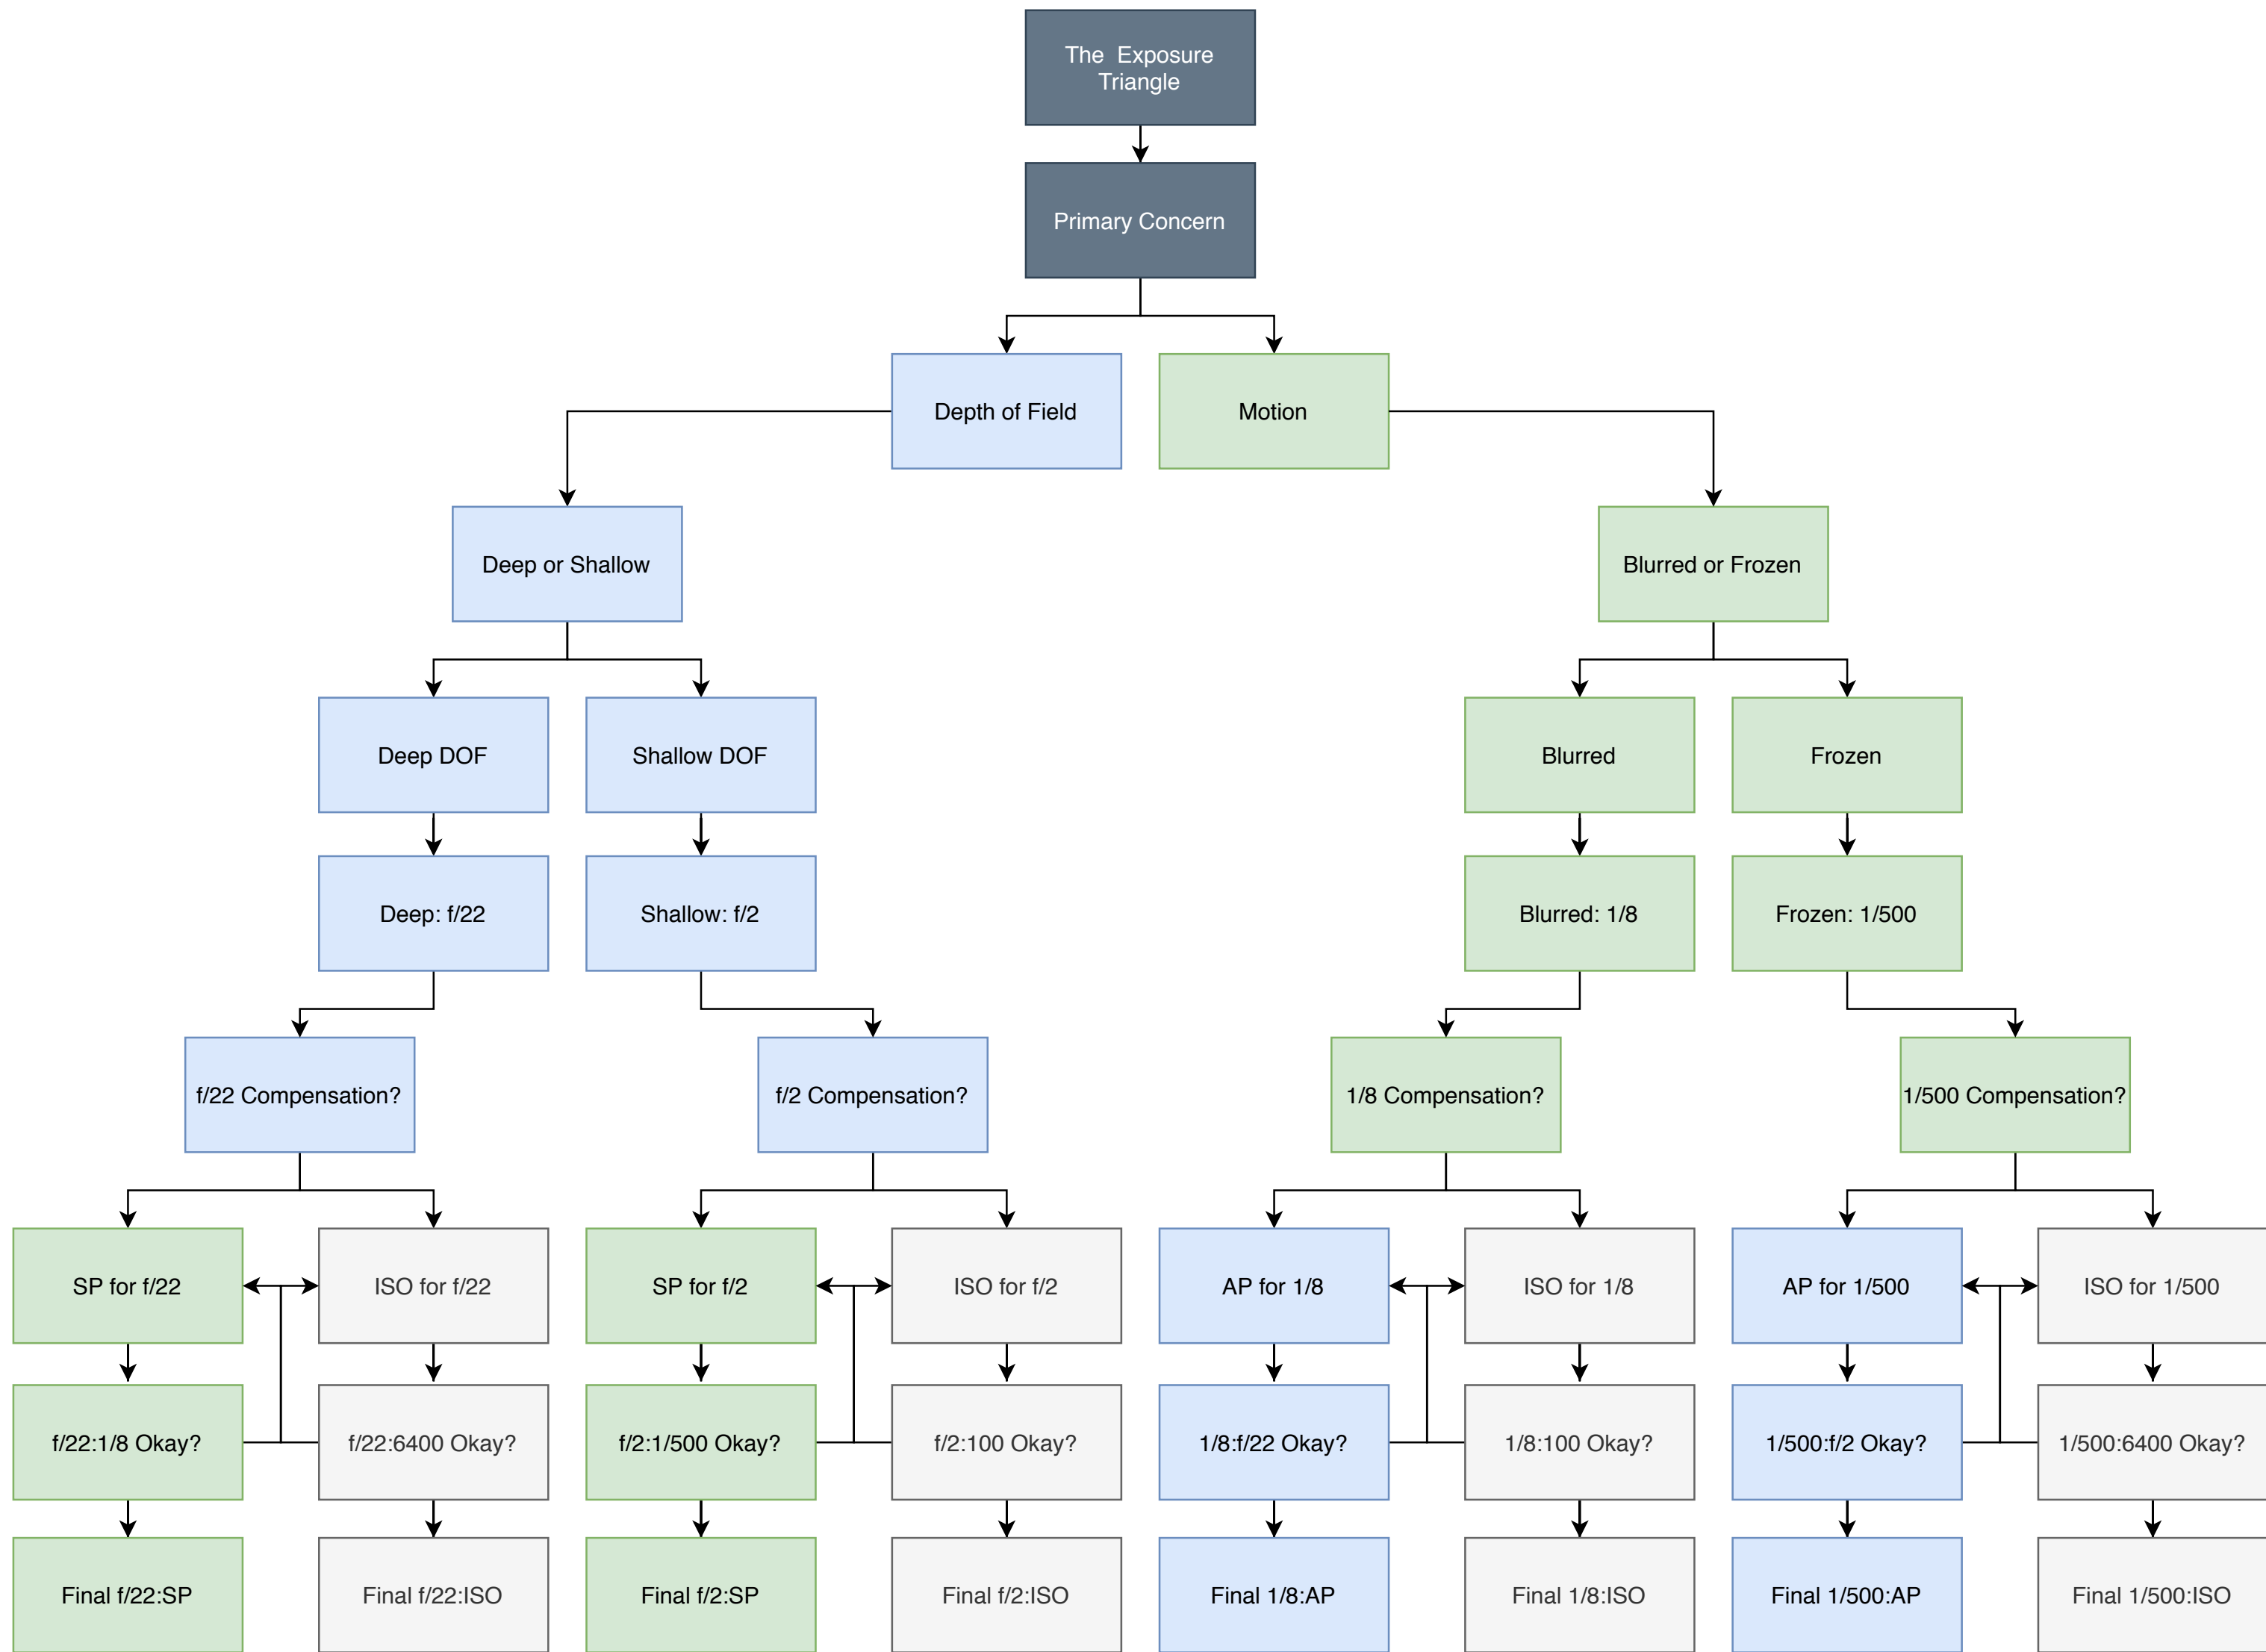 The  Exposure
Triangle
Primary Concern
Depth of Field
Motion
Deep or Shallow
Blurred or Frozen
Deep DOF
Shallow DOF
Blurred
Frozen
Deep: f/22
Shallow: f/2
Blurred: 1/8
Frozen: 1/500
f/22 Compensation?
f/2 Compensation?
1/8 Compensation?
1/500 Compensation?
SP for f/22
ISO for f/22
SP for f/2
ISO for f/2
AP for 1/8
ISO for 1/8
AP for 1/500
ISO for 1/500
f/22:1/8 Okay?
f/22:6400 Okay?
f/2:1/500 Okay?
f/2:100 Okay?
1/8:f/22 Okay?
1/8:100 Okay?
1/500:f/2 Okay?
1/500:6400 Okay?
Final f/22:SP
Final f/22:ISO
Final f/2:SP
Final f/2:ISO
Final 1/8:AP
Final 1/8:ISO
Final 1/500:AP
Final 1/500:ISO